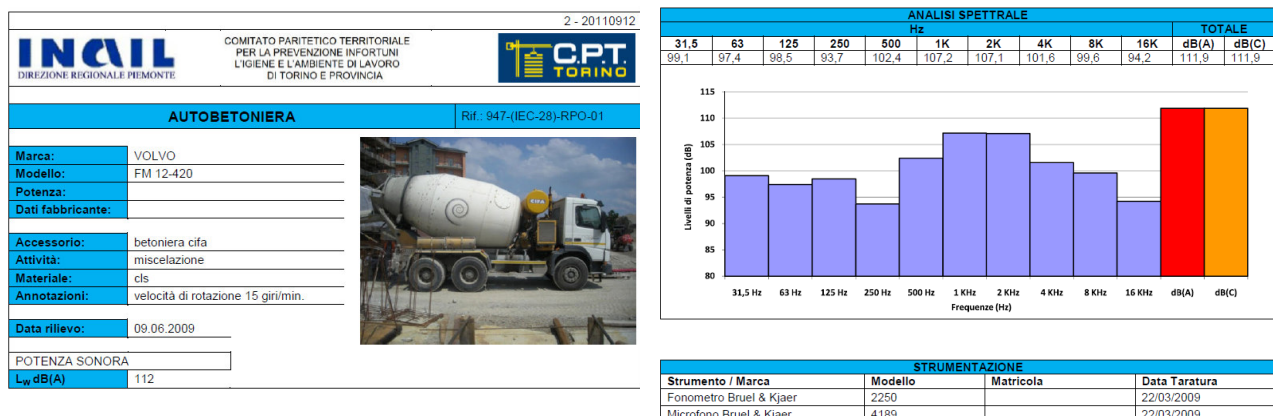 2 - 20110912
INAIL
DIREZIONE REGIONALE PIEMONTE
COMITATO PARITETICO TERRITORIALE
PER LA PREVENZIONE INFORTUNI
L'IGIENE E L'AMBIENTE DI LAVORO
DI TORINO E PROVINCIA
C.P.T.
TORINO
AUTOBETONIERA Rif.: 947-(IEC-28)-RPO-01
Marca: VOLVO
Modello: FM 12-420
Potenza:
Dati fabbricante:
Accessorio: betoniera cifa
Attività: miscelazione
Materiale: cls
Annotazioni: velocità di rotazione 15 giri/min.
Data rilievo: 09.06.2009
POTENZA SONORA
LW dB(A) 112
CIFA
ANALISI SPETTRALE
Hz TOTALE
31,5 63 125 250 500 1K 2K 4K 8K 16K dB(A) dB(C)
99,1 97,4 98,5 93,7 102,4 107,2 107,1 101,6 99,6 94,2 111,9 111,9
Livelli di potenza (dB)
115
110
105
100
95
90
85
80
31,5 Hz 63 Hz 125 Hz 250 Hz 500 Hz 1 KHz 2 KHz 4 KHz 8 KHz 16 KHz dB(A) dB(C)
Frequenze (Hz)
STRUMENTAZIONE
Strumento / Marca Modello Matricola Data Taratura
Fonometro Bruel & Kjaer 2250 22/03/2009
Microfono Bruel & Kjaer 4189 22/03/2009